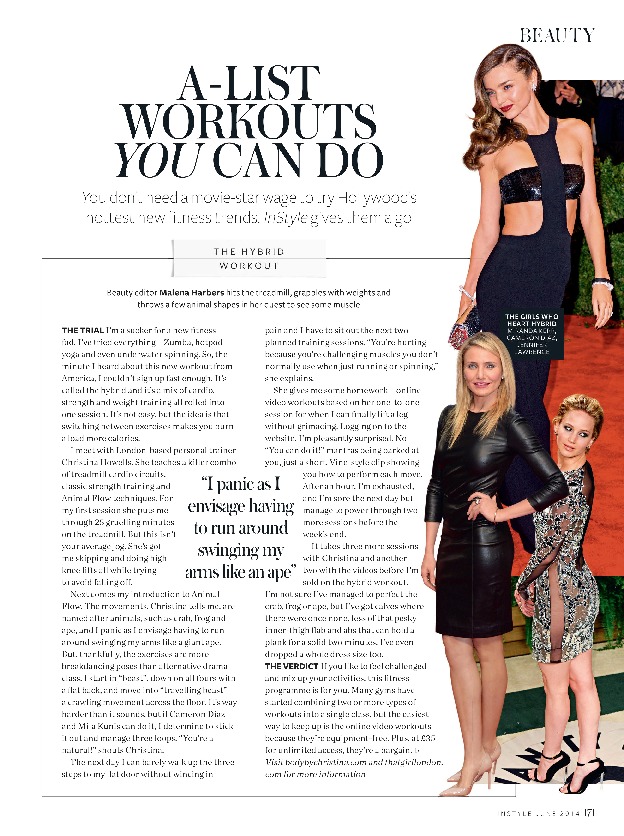 BEAUTY
A-LIST
WORKOUTS
YOU CAN DO
You don't need a movie-star wage to try Hollywood's
hottest new fitness trends. InStyle gives them a go
THE HYBRID
WORKOUT
Beauty editor Malena Harbers hits the treadmill, grapples with weights and
throws a few animal shapes in her quest to see some muscle
THE TRIAL I'm a sucker for a new fitness
fad. I've tried everything – Zumba, hotpod
yoga and even underwater spinning. So, the
minute I heard about this new workout from
America, I couldn't sign up fast enough. It's
called the hybrid and it's a mix of cardio,
strength and weight training all rolled into
one session. It's not easy, but the idea is that
switching between exercises makes you burn
a load more calories.
I meet with London-based personal trainer
Christina Howells. She teaches a killer combo
of treadmill cardio circuits,
classic strength training and
Animal Flow techniques. For
my first session she puts me
through 25 gruelling minutes
on the treadmill. But this isn't
your average jog. She's got
me skipping and doing high
knee lifts all while trying
to avoid falling off.
Next comes my introduction to Animal
Flow. The movements, Christina tells me, are
named after animals, such as crab, frog and
ape, and I panic as I envisage having to run
around swinging my arms like a giant ape.
But, thankfully, the exercises are more
breakdancing poses than alternative drama
class. I start in "beast", down on all fours with
a flat back, and move into "travelling beast",
a crawling movement across the floor. It's way
harder than it sounds, but if Cameron Diaz
and Mila Kunis can do it, I determine to stick
it out and manage three loops. "You're a
natural!" shouts Christina.
The next day I can barely walk up the three
steps to my flat door without wincing in
"I panic as I
envisage having
to run around
swinging my
arms like an ape"
pain and I have to sit out the next two
planned training sessions. "You're hurting
because you're challenging muscles you don't
normally use when just running or spinning,"
she explains.
She gives me some homework – online
video workouts based on her one-to-one
session for when I can finally lift a leg
without grimacing. Logging on to the
website, I'm pleasantly surprised. No
"You can do it!" mantras being barked at
you, just a short, Vine-style clip showing
you how to perform each move.
After an hour, I'm exhausted,
and I'm sore the next day but
manage to power through two
more sessions before the
week's end.
It takes three more sessions
with Christina and another
two with the videos before I'm
sold on the hybrid workout.
I'm not sure I've managed to perfect the
crab, frog or ape, but I've got calves where
there were once none, less of that pesky
inner-thigh flab and abs that can hold a
plank for a solid two minutes. I've even
dropped a whole dress size too.
THE VERDICT If you like to feel challenged
and mix up your activities, this fitness
programme is for you. Many gyms have
started combining two or more types of
workouts into a single class, but the easiest
way to keep up is the online video workouts
because they're equipment-free. Plus, at £35
for unlimited access, they're a bargain.
Visit bodybychristina.com and
com for more information
THE GIRLS WHO
HEART HYBRID
MIRANDA KERR,
CAMERON DIAZ,
JENNIFER
LAWRENCE
INSTYLE JUNE 2014 171